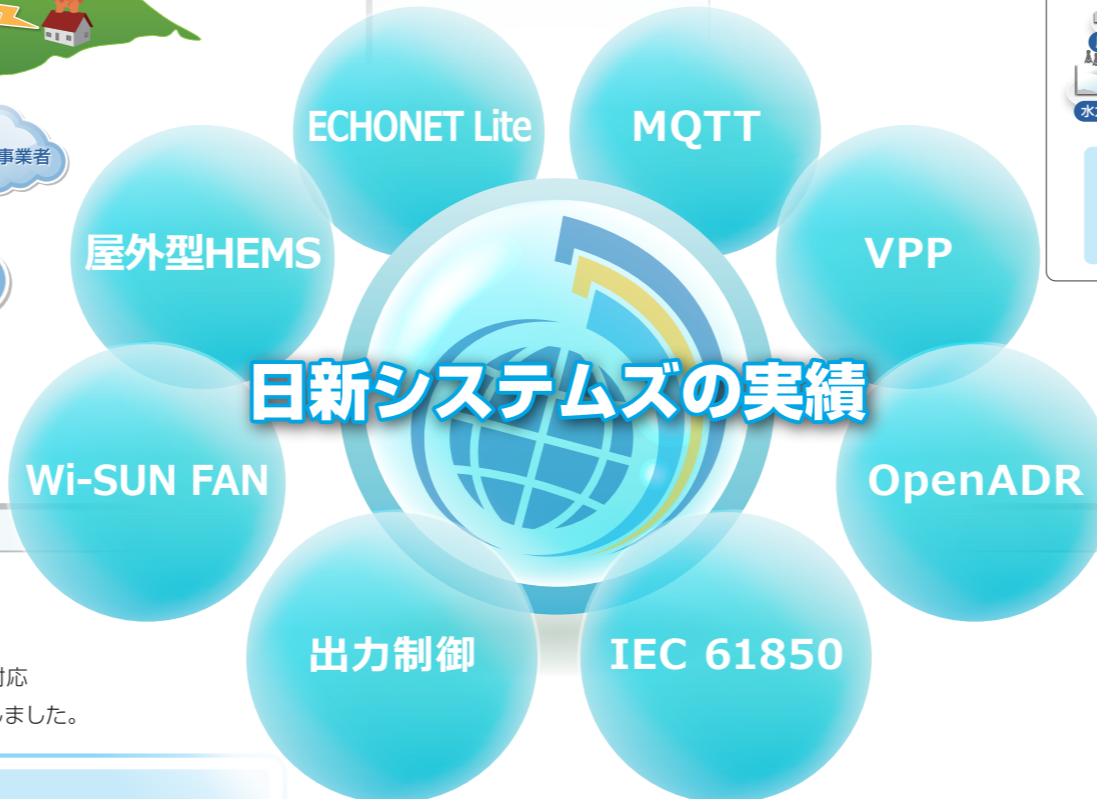 ECHONET Lite
MQTT
事業者
屋外型HEMS
VPP
日新システムズの実績
Wi-SUN FAN
OpenADR
出力制御
IEC 61850
対応
しました。